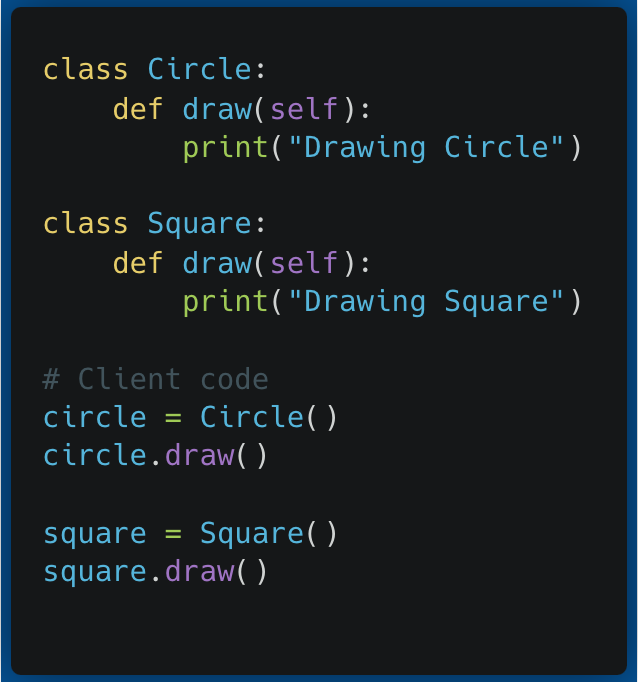 class Circle:
    def draw(self):
        print("Drawing Circle")

class Square:
    def draw(self):
        print("Drawing Square")

# Client code
circle = Circle()
circle.draw()

square = Square()
square.draw()